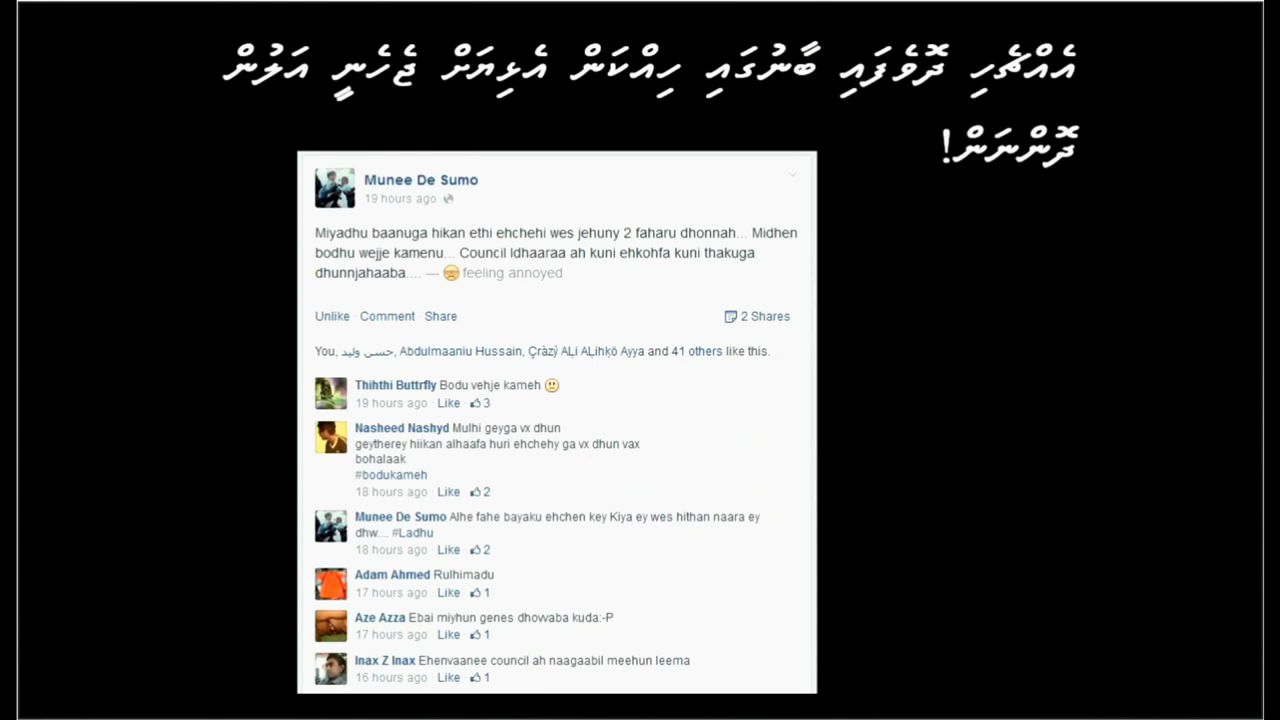 އެއްޗެހި ދޮވެފައި ބާނުގައި ހިއްކަން އެޅިޔަށް ޖެހެނީ އަލުން
ދޮންނަން!
Munee De Sumo
19 hours ago
Miyadhu baanuga hikan ethi ehchehi wes jehuny 2 faharu dhonnah... Midhen
bodhu wejje kamenu... Council Idhaaraa ah kuni ehkohfa kuni thakuga
dhunnjahaaba.... — feeling annoyed
Unlike Comment Share 2 Shares
You, حسن وليد, Abdulmaaniu Hussain, Çràzý AĻi AĻihķö Ayya and 41 others like this.
Thihthi Buttrfly Bodu vehje kameh
19 hours ago · Like · 3
Nasheed Nashyd Mulhi geyga vx dhun
geytherey hiikan alhaafa huri ehchehy ga vx dhun vax
bohalaak
#bodukameh
18 hours ago · Like · 2
Munee De Sumo Alhe fahe bayaku ehchen key Kiya ey wes hithan naara ey
dhw.... #Ladhu
18 hours ago · Like · 2
Adam Ahmed Rulhimadu
17 hours ago · Like · 1
Aze Azza Ebai miyhun genes dhowaba kuda:-P
17 hours ago · Like · 1
Inax Z Inax Ehenvaanee council ah naagaabil meehun leema
16 hours ago · Like · 1